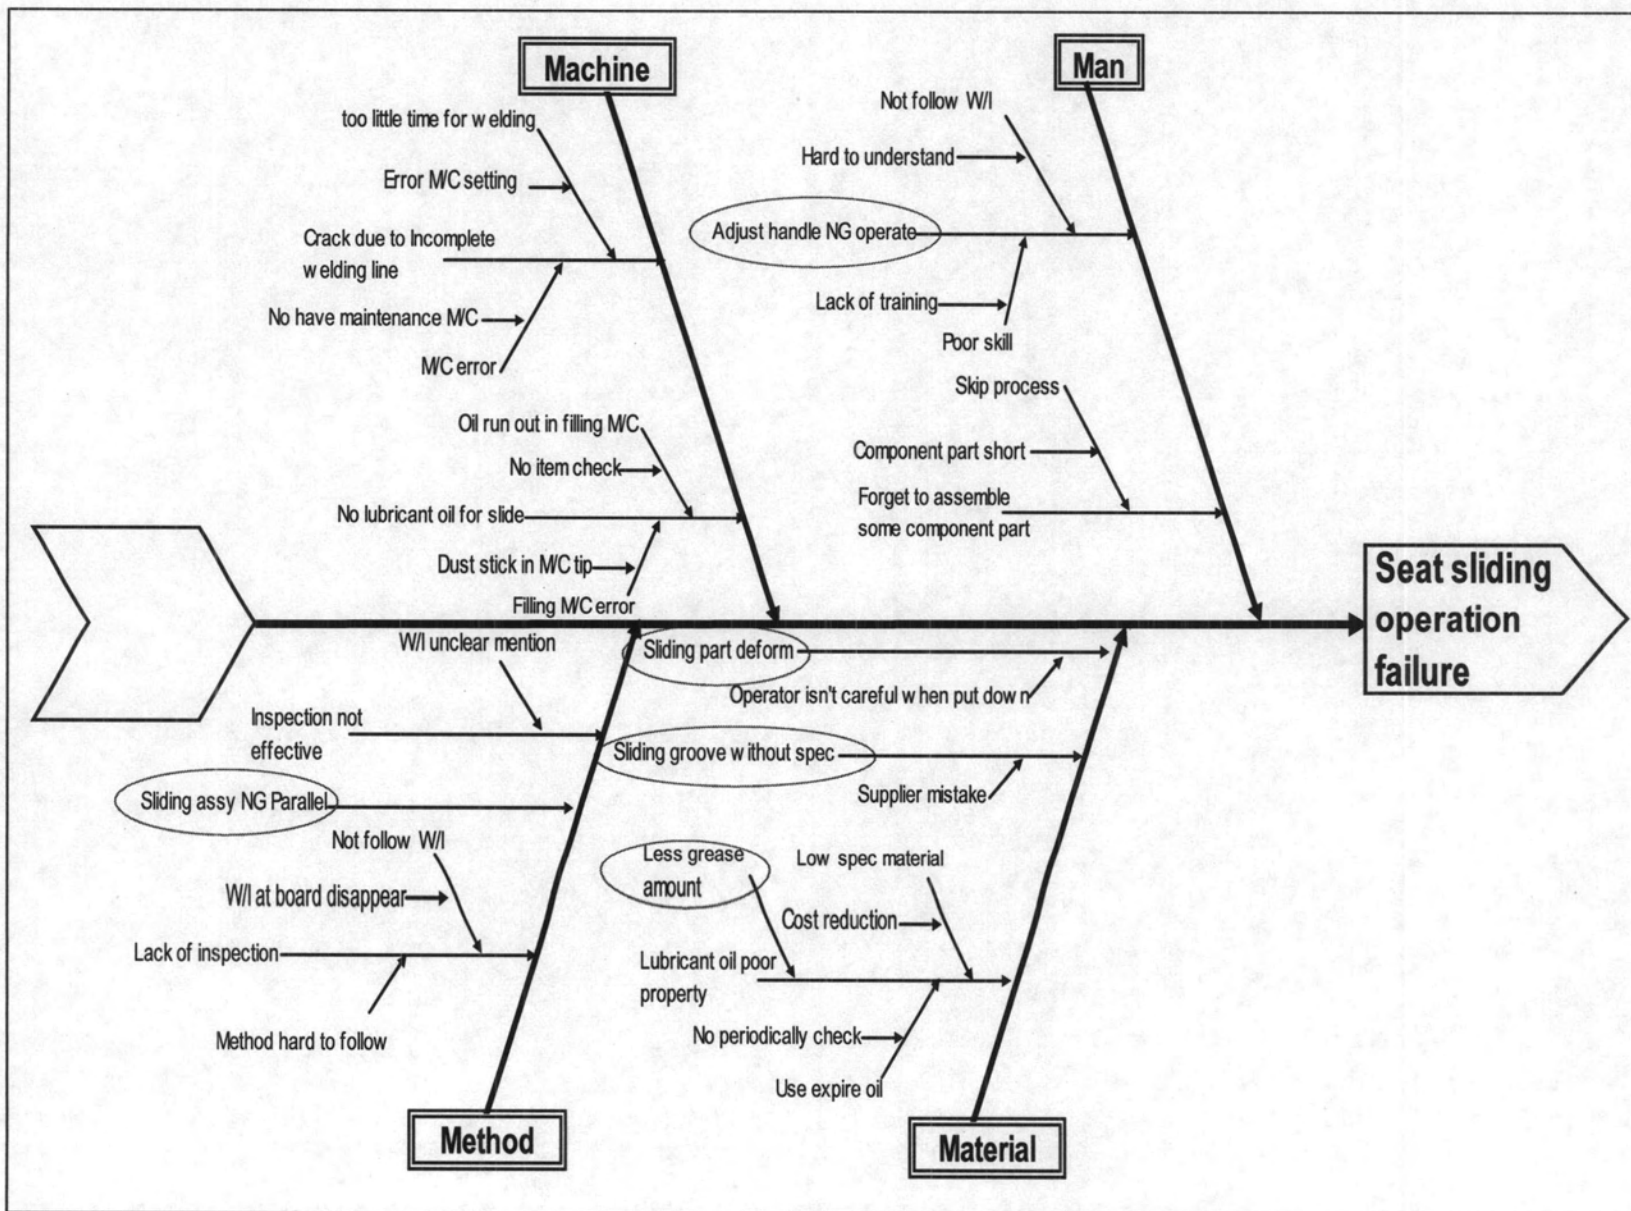 Machine
Man
too little time for welding
Error M/C setting
Crack due to Incomplete
welding line
No have maintenance M/C
M/C error
Oil run out in filling M/C
No item check
No lubricant oil for slide
Dust stick in M/C tip
Filling M/C error
Not follow W/I
Hard to understand
Adjust handle NG operate
Lack of training
Poor skill
Skip process
Component part short
Forget to assemble
some component part
Seat sliding
operation
failure
W/I unclear mention
Inspection not
effective
Sliding assy NG Parallel
Not follow W/I
W/I at board disappear
Lack of inspection
Method hard to follow
Sliding part deform
Operator isn't careful when put down
Sliding groove without spec
Supplier mistake
Less grease
amount
Low spec material
Cost reduction
Lubricant oil poor
property
No periodically check
Use expire oil
Method
Material